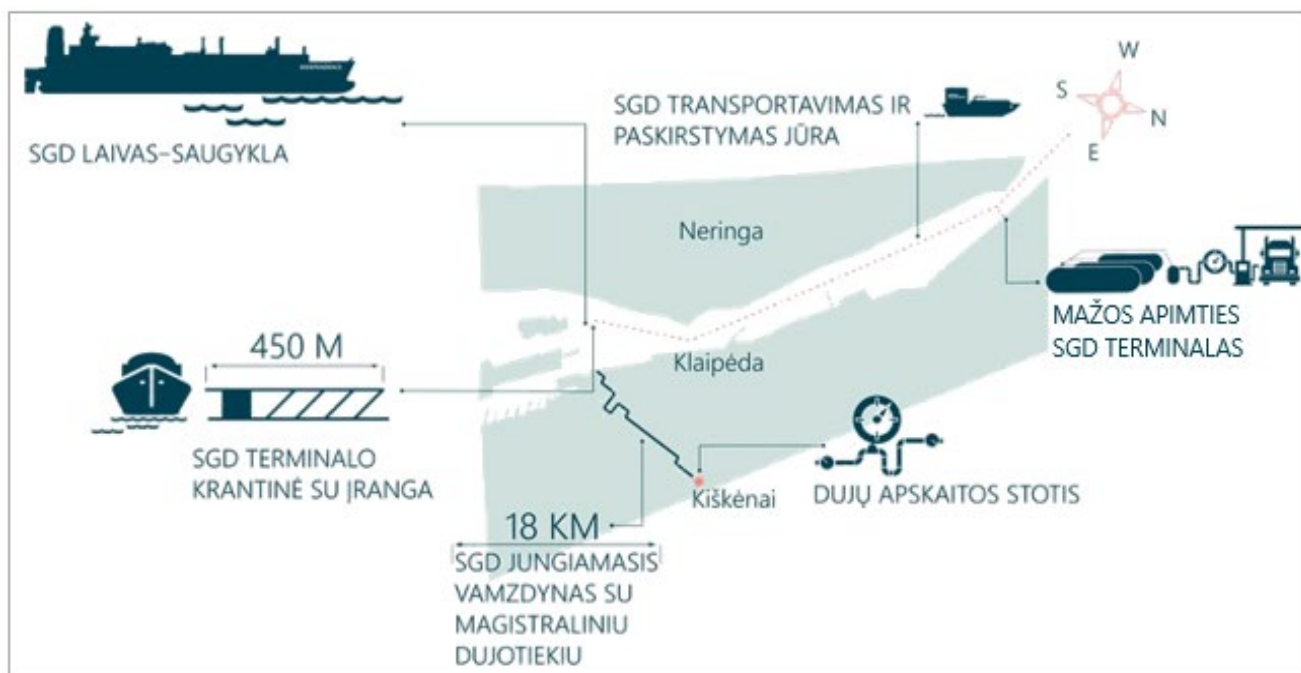 SGD LAIVAS-SAUGYKLA
SGD TRANSPORTAVIMAS IR
PASKIRSTYMAS JŪRA
W
S
N
E
Neringa
MAŽOS APIMTIES
SGD TERMINALAS
450 M
Klaipėda
SGD TERMINALO
KRANTINĖ SU ĮRANGA
Kiškėnai
DUJŲ APSKAITOS STOTIS
18 KM
SGD JUNGIAMASIS
VAMZDYNAS SU
MAGISTRALINIU
DUJOTIEKIU